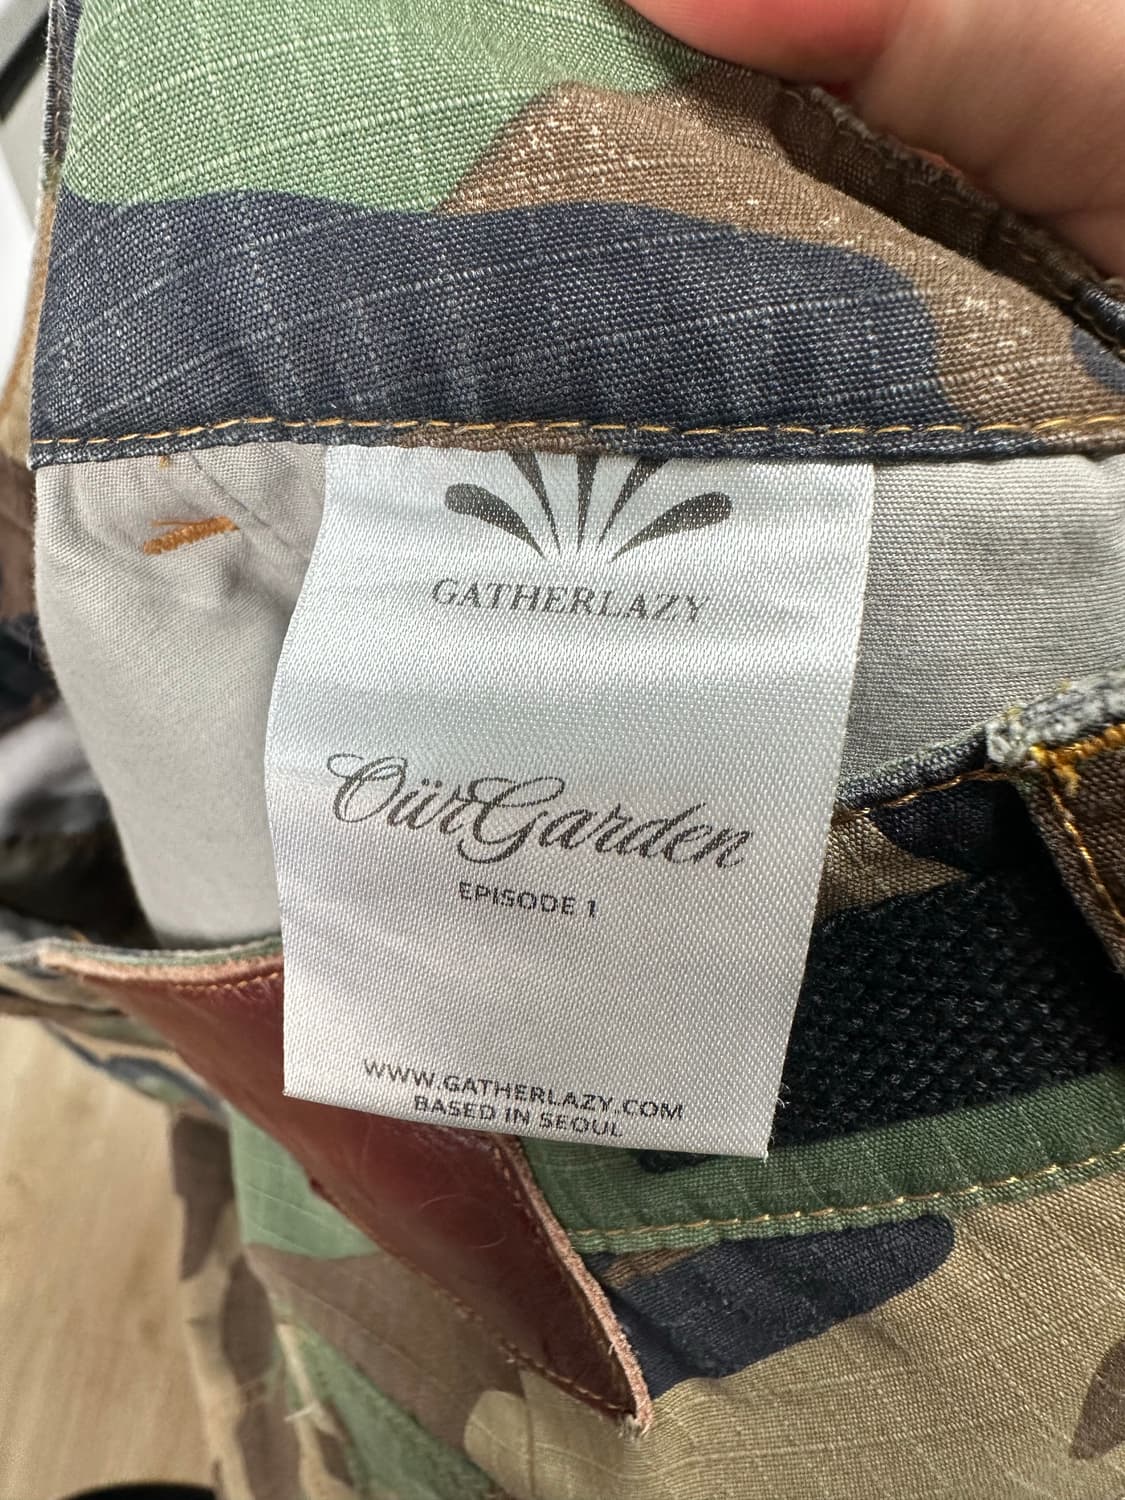 GATHERLAZY
OürGarden
EPISODE 1
WWW.GATHERLAZY.COM
BASED IN SEOUL